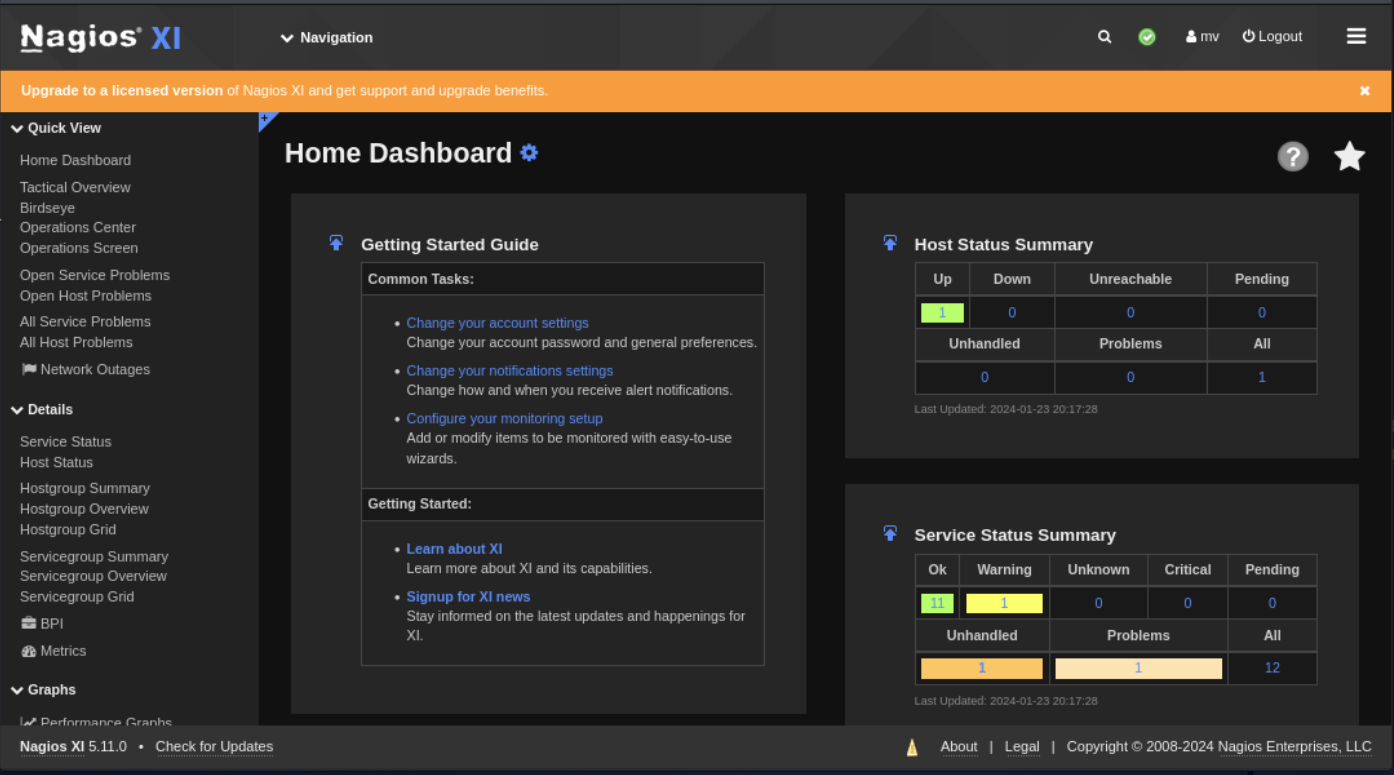 Nagios® XI
Navigation
mv
Logout
Upgrade to a licensed version of Nagios XI and get support and upgrade benefits.
Quick View
Home Dashboard
Tactical Overview
Birdseye
Operations Center
Operations Screen
Open Service Problems
Open Host Problems
All Service Problems
All Host Problems
Network Outages
Details
Service Status
Host Status
Hostgroup Summary
Hostgroup Overview
Hostgroup Grid
Servicegroup Summary
Servicegroup Overview
Servicegroup Grid
BPI
Metrics
Graphs
Performance Graphs
Home Dashboard
?
Getting Started Guide
Common Tasks:
• Change your account settings
Change your account password and general preferences.
• Change your notifications settings
Change how and when you receive alert notifications.
• Configure your monitoring setup
Add or modify items to be monitored with easy-to-use
wizards.
Getting Started:
• Learn about XI
Learn more about XI and its capabilities.
• Signup for XI news
Stay informed on the latest updates and happenings for
XI.
Host Status Summary
Up Down Unreachable Pending
1 0 0 0
Unhandled Problems All
0 0 1
Last Updated: 2024-01-23 20:17:28
Service Status Summary
Ok Warning Unknown Critical Pending
11 1 0 0 0
Unhandled Problems All
1 1 12
Last Updated: 2024-01-23 20:17:28
Nagios XI 5.11.0 • Check for Updates
About | Legal | Copyright © 2008-2024 Nagios Enterprises, LLC